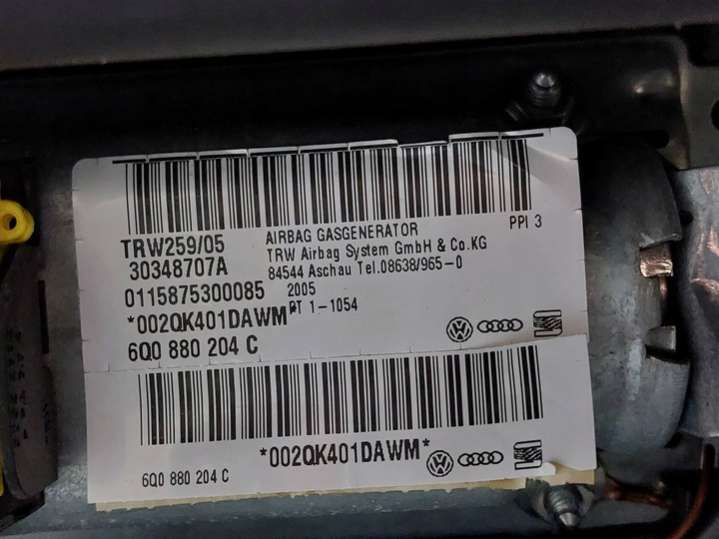 TRW259/05
30348707A
0115875300085
*002QK401DAWM*
6Q0 880 204 C
AIRBAG GASGENERATOR
TRW Airbag System GmbH & Co.KG
84544 Aschau Tel.08638/965-0
2005
PT 1-1054
PPI 3
6Q0 880 204 C
*002QK401DAWM*